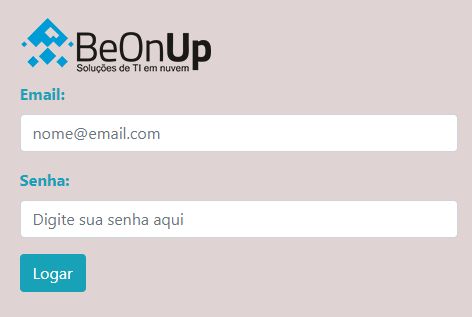 BeOnUp
Soluções de TI em nuvem
Email:
nome@email.com
Senha:
Digite sua senha aqui
Logar